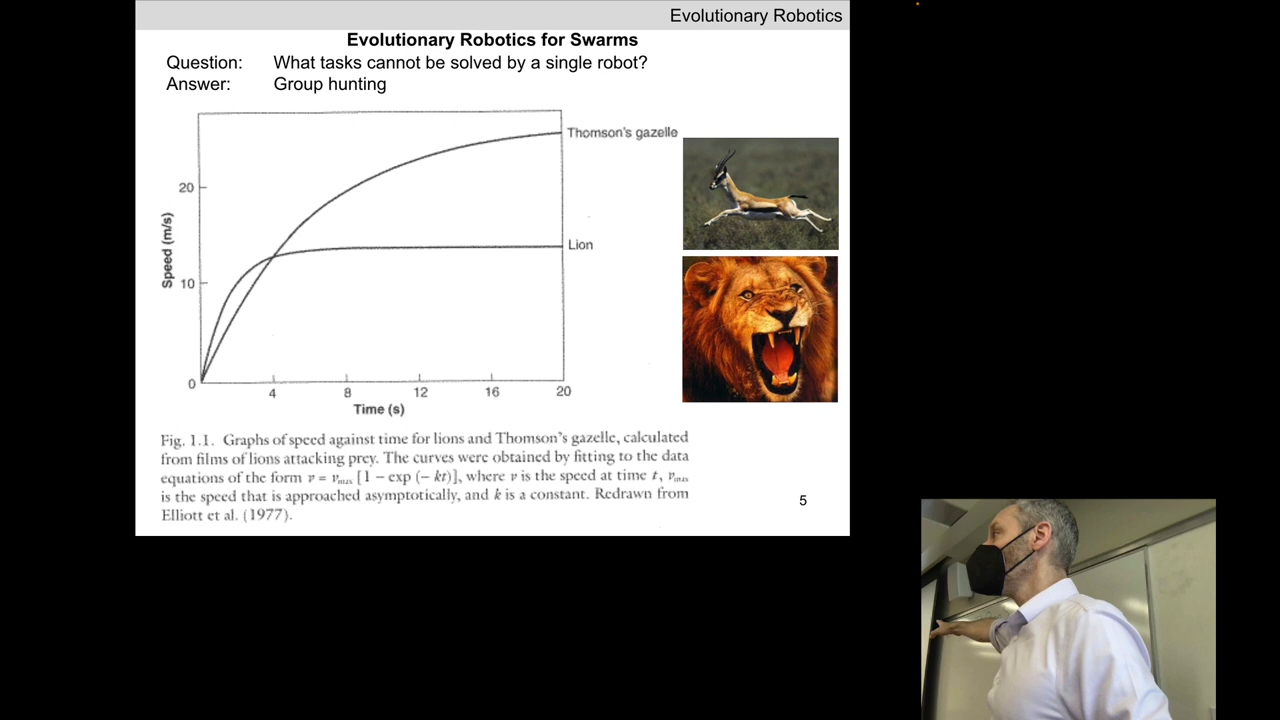 Evolutionary Robotics
Evolutionary Robotics for Swarms
Question: What tasks cannot be solved by a single robot?
Answer: Group hunting
Thomson's gazelle
20
Lion
Speed (m/s)
10
0
4 8 12 16 20
Time (s)
Fig. 1.1. Graphs of speed against time for lions and Thomson's gazelle, calculated
from films of lions attacking prey. The curves were obtained by fitting to the data
equations of the form v = vmax [1 − exp (− kt)], where v is the speed at time t, vmax
is the speed that is approached asymptotically, and k is a constant. Redrawn from
Elliott et al. (1977).
5